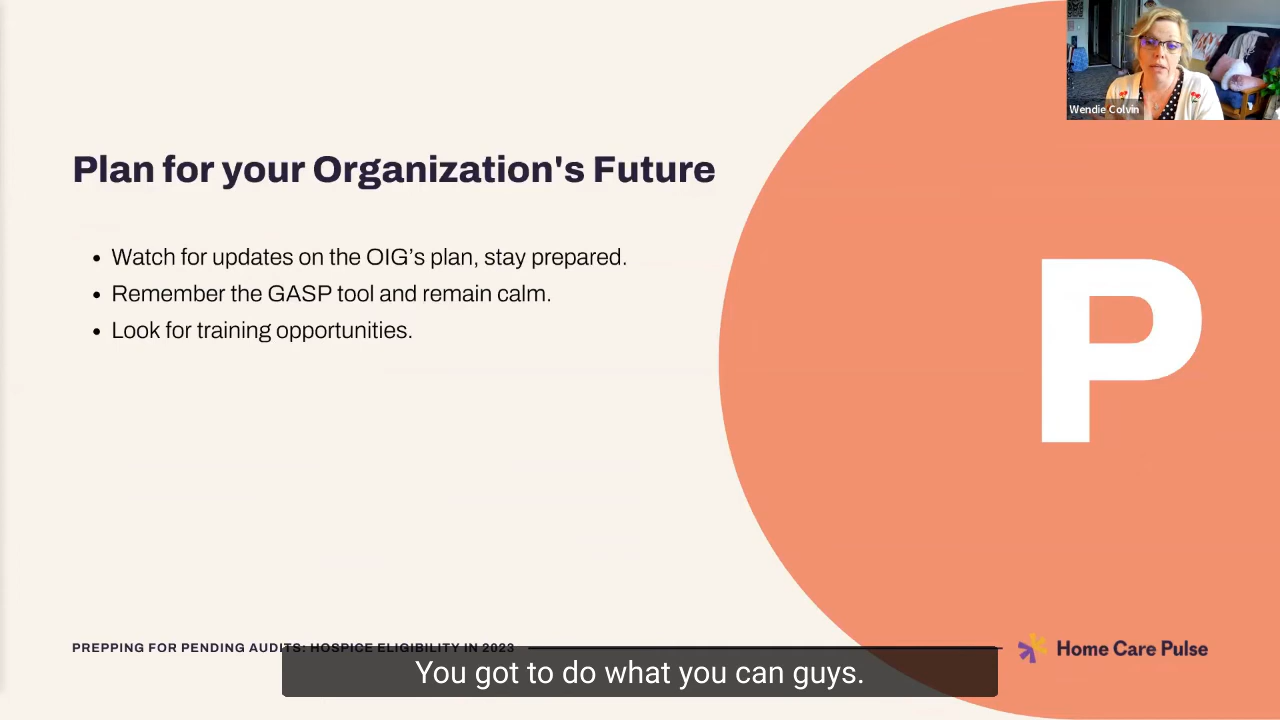 Wendie Colvin
Plan for your Organization's Future
• Watch for updates on the OIG’s plan, stay prepared.
• Remember the GASP tool and remain calm.
• Look for training opportunities.
P
PREPPING FOR PENDING AUDITS: HOSPICE ELIGIBILITY IN 2023
Home Care Pulse
You got to do what you can guys.